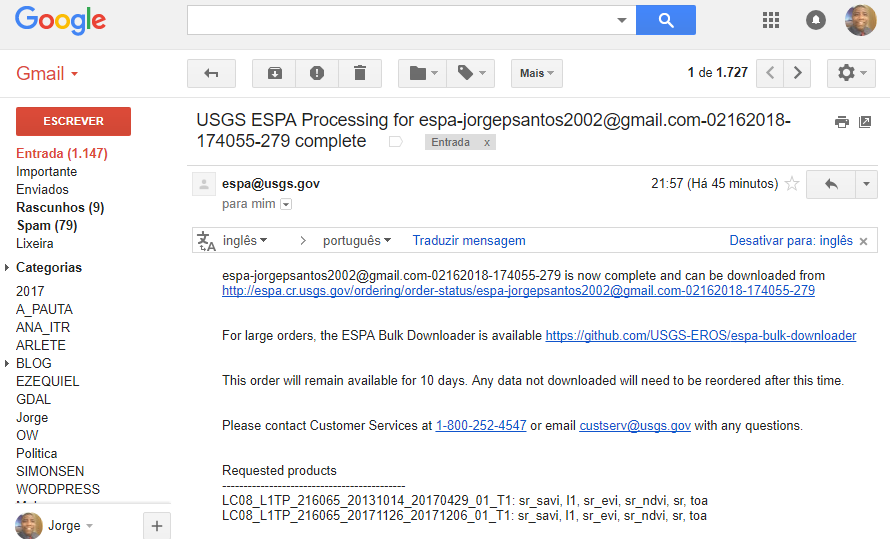 Google
Gmail
Mais
1 de 1.727
ESCREVER
Entrada (1.147)
Importante
Enviados
Rascunhos (9)
Spam (79)
Lixeira
Categorias
2017
A_PAUTA
ANA_ITR
ARLETE
BLOG
EZEQUIEL
GDAL
Jorge
OW
Politica
SIMONSEN
WORDPRESS
Jorge
+
USGS ESPA Processing for espa-jorgepsantos2002@gmail.com-02162018-
174055-279 complete
Entrada x
espa@usgs.gov
21:57 (Há 45 minutos)
para mim
inglês
português
Traduzir mensagem
Desativar para: inglês
espa-jorgepsantos2002@gmail.com-02162018-174055-279 is now complete and can be downloaded from
http://espa.cr.usgs.gov/ordering/order-status/espa-jorgepsantos2002@gmail.com-02162018-174055-279
For large orders, the ESPA Bulk Downloader is available https://github.com/USGS-EROS/espa-bulk-downloader
This order will remain available for 10 days. Any data not downloaded will need to be reordered after this time.
Please contact Customer Services at 1-800-252-4547 or email custserv@usgs.gov with any questions.
Requested products
-------------------------------------------
LC08_L1TP_216065_20131014_20170429_01_T1: sr_savi, l1, sr_evi, sr_ndvi, sr, toa
LC08_L1TP_216065_20171126_20171206_01_T1: sr_savi, l1, sr_evi, sr_ndvi, sr, toa